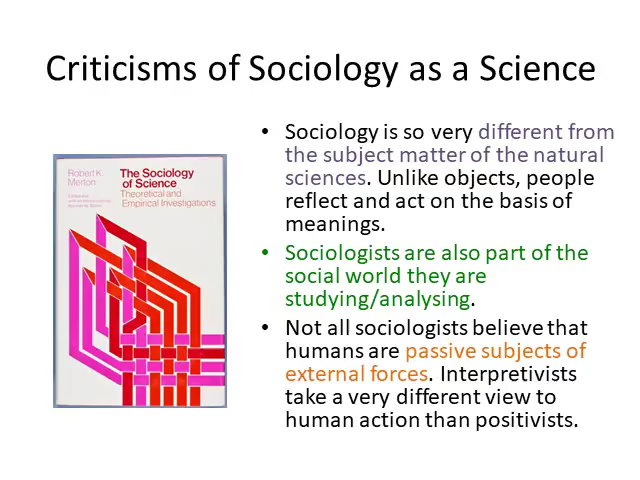 Criticisms of Sociology as a Science
Robert K.
Merton
The Sociology
of Science
Theoretical and
Empirical Investigations
• Sociology is so very different from
the subject matter of the natural
sciences. Unlike objects, people
reflect and act on the basis of
meanings.
• Sociologists are also part of the
social world they are
studying/analysing.
• Not all sociologists believe that
humans are passive subjects of
external forces. Interpretivists
take a very different view to
human action than positivists.